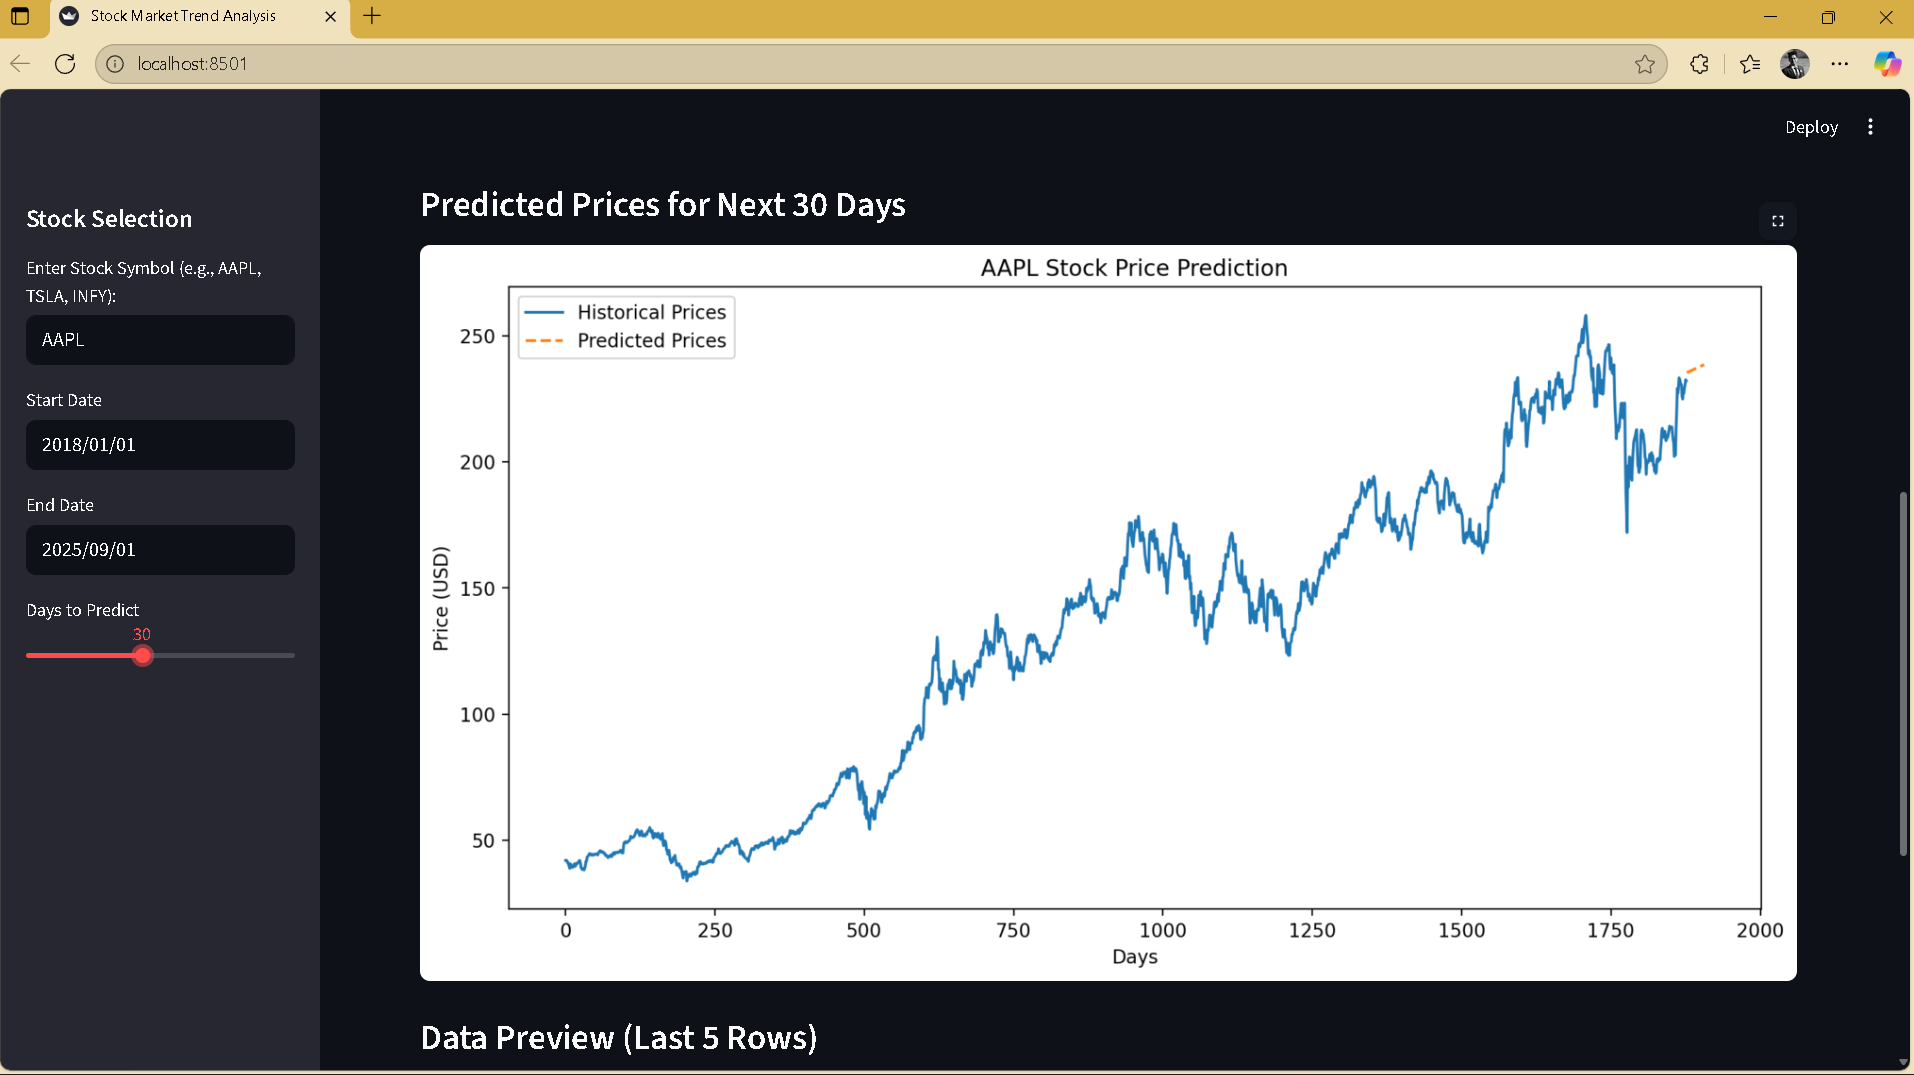 Stock Market Trend Analysis
localhost:8501
Deploy
Stock Selection
Enter Stock Symbol (e.g., AAPL,
TSLA, INFY):
AAPL
Start Date
2018/01/01
End Date
2025/09/01
Days to Predict
30
Predicted Prices for Next 30 Days
AAPL Stock Price Prediction
Historical Prices
Predicted Prices
Price (USD)
250
200
150
100
50
0 250 500 750 1000 1250 1500 1750 2000
Days
Data Preview (Last 5 Rows)